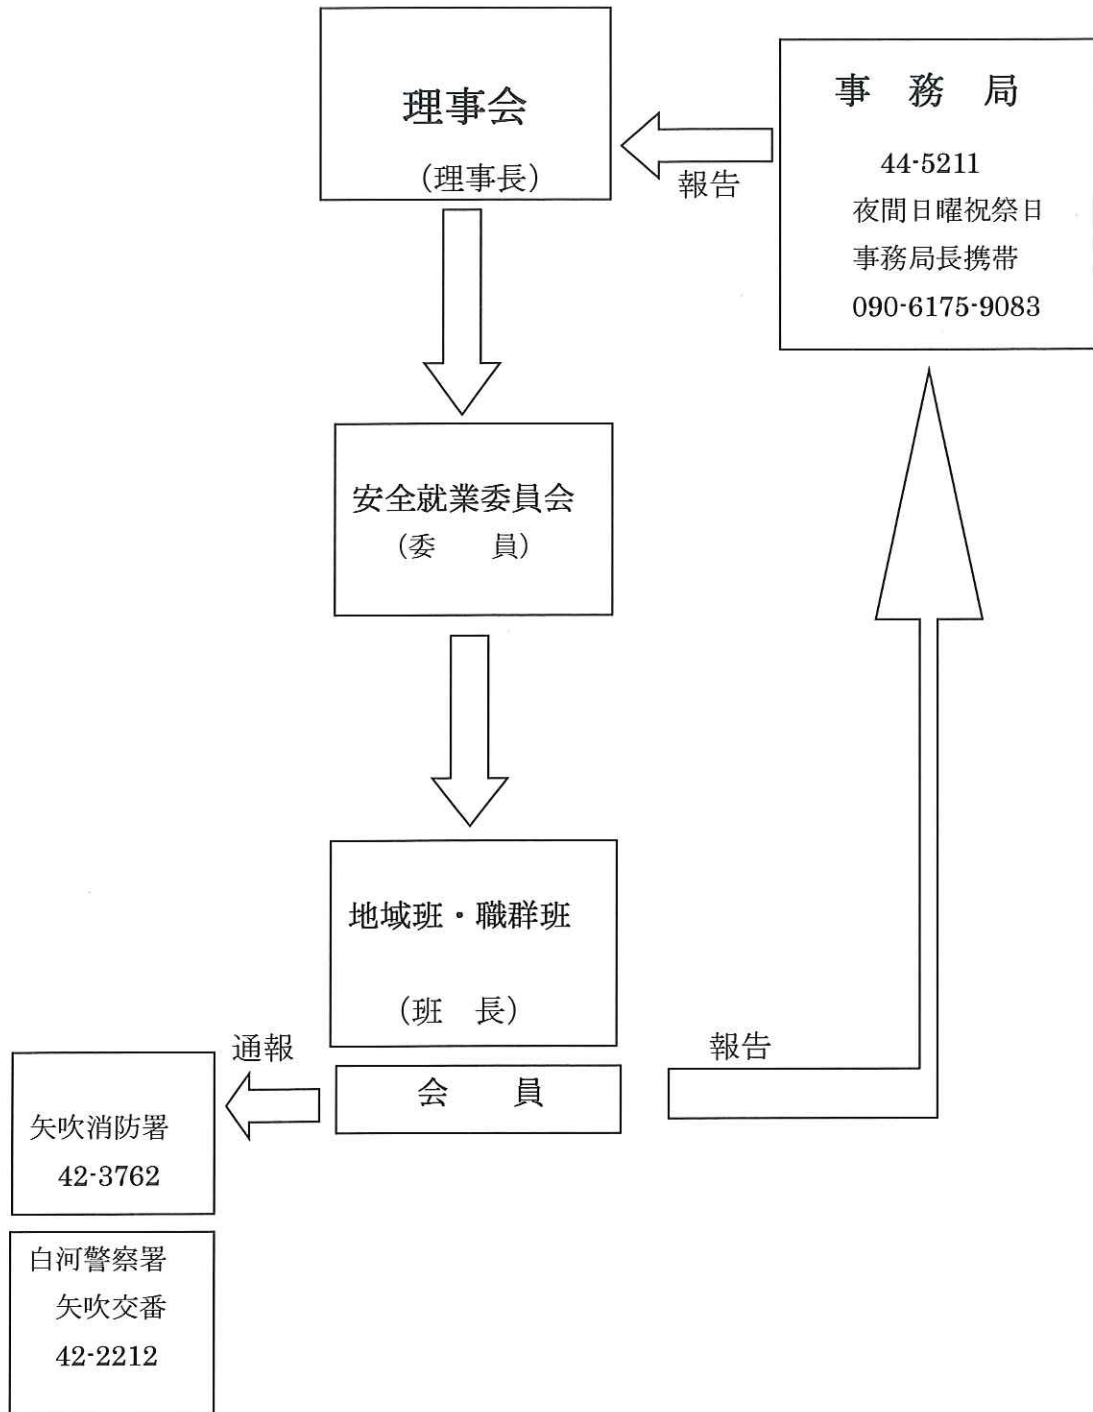 理事会
(理事長)
事　務　局
44-5211
夜間日曜祝祭日
事務局長携帯
090-6175-9083
報告
安全就業委員会
(委　　員)
地域班・職群班
(班　長)
会　　員
通報
報告
矢吹消防署
42-3762
白河警察署
矢吹交番
42-2212